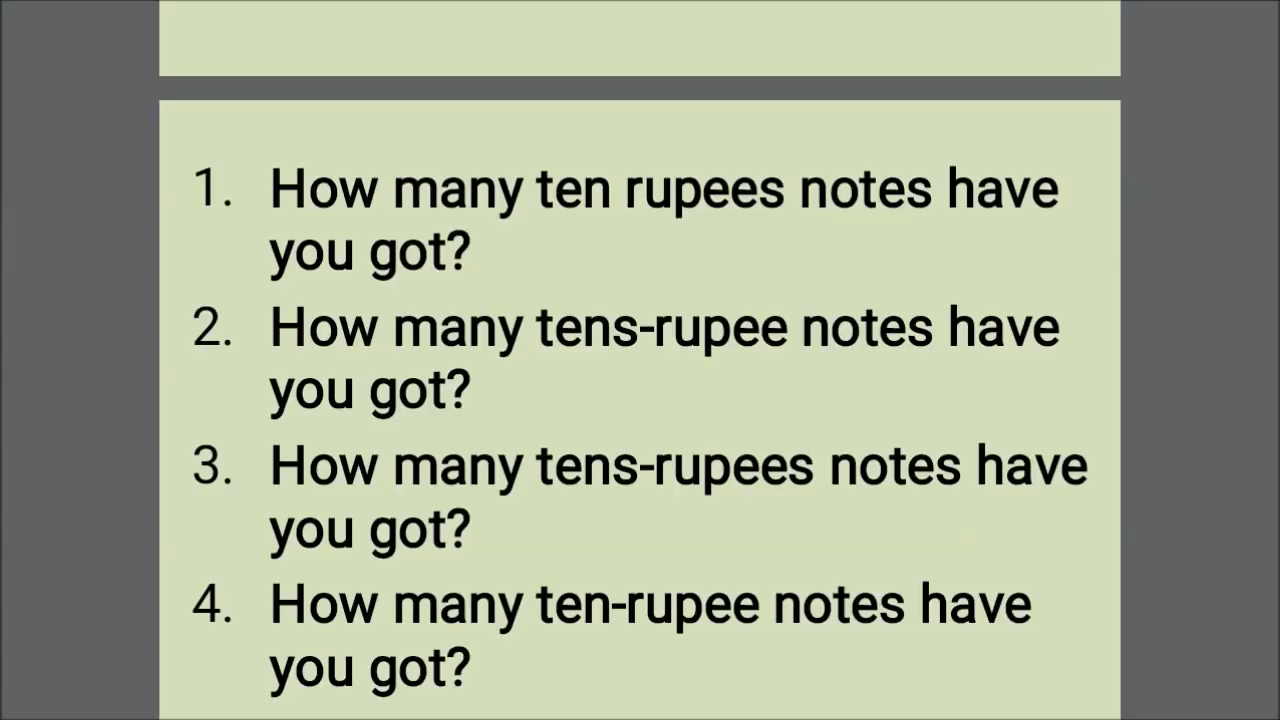 1. How many ten rupees notes have
you got?
2. How many tens-rupee notes have
you got?
3. How many tens-rupees notes have
you got?
4. How many ten-rupee notes have
you got?